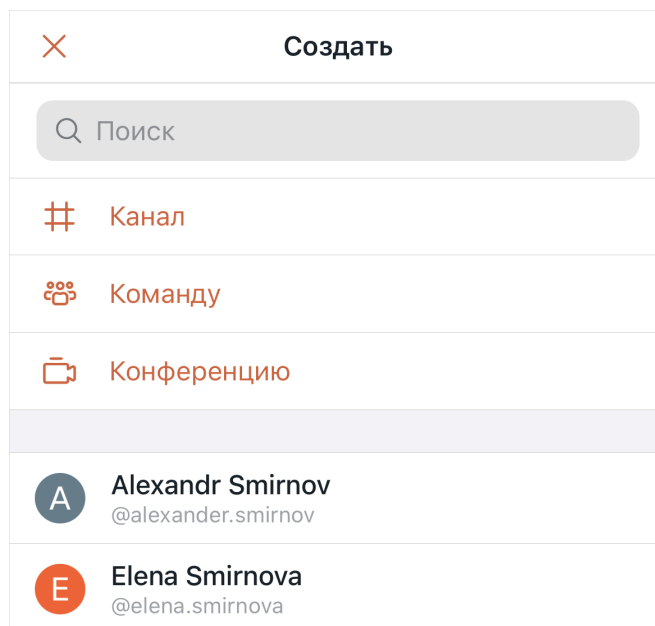 Создать
Поиск
Канал
Команду
Конференцию
A
Alexandr Smirnov
@alexander.smirnov
E
Elena Smirnova
@elena.smirnova